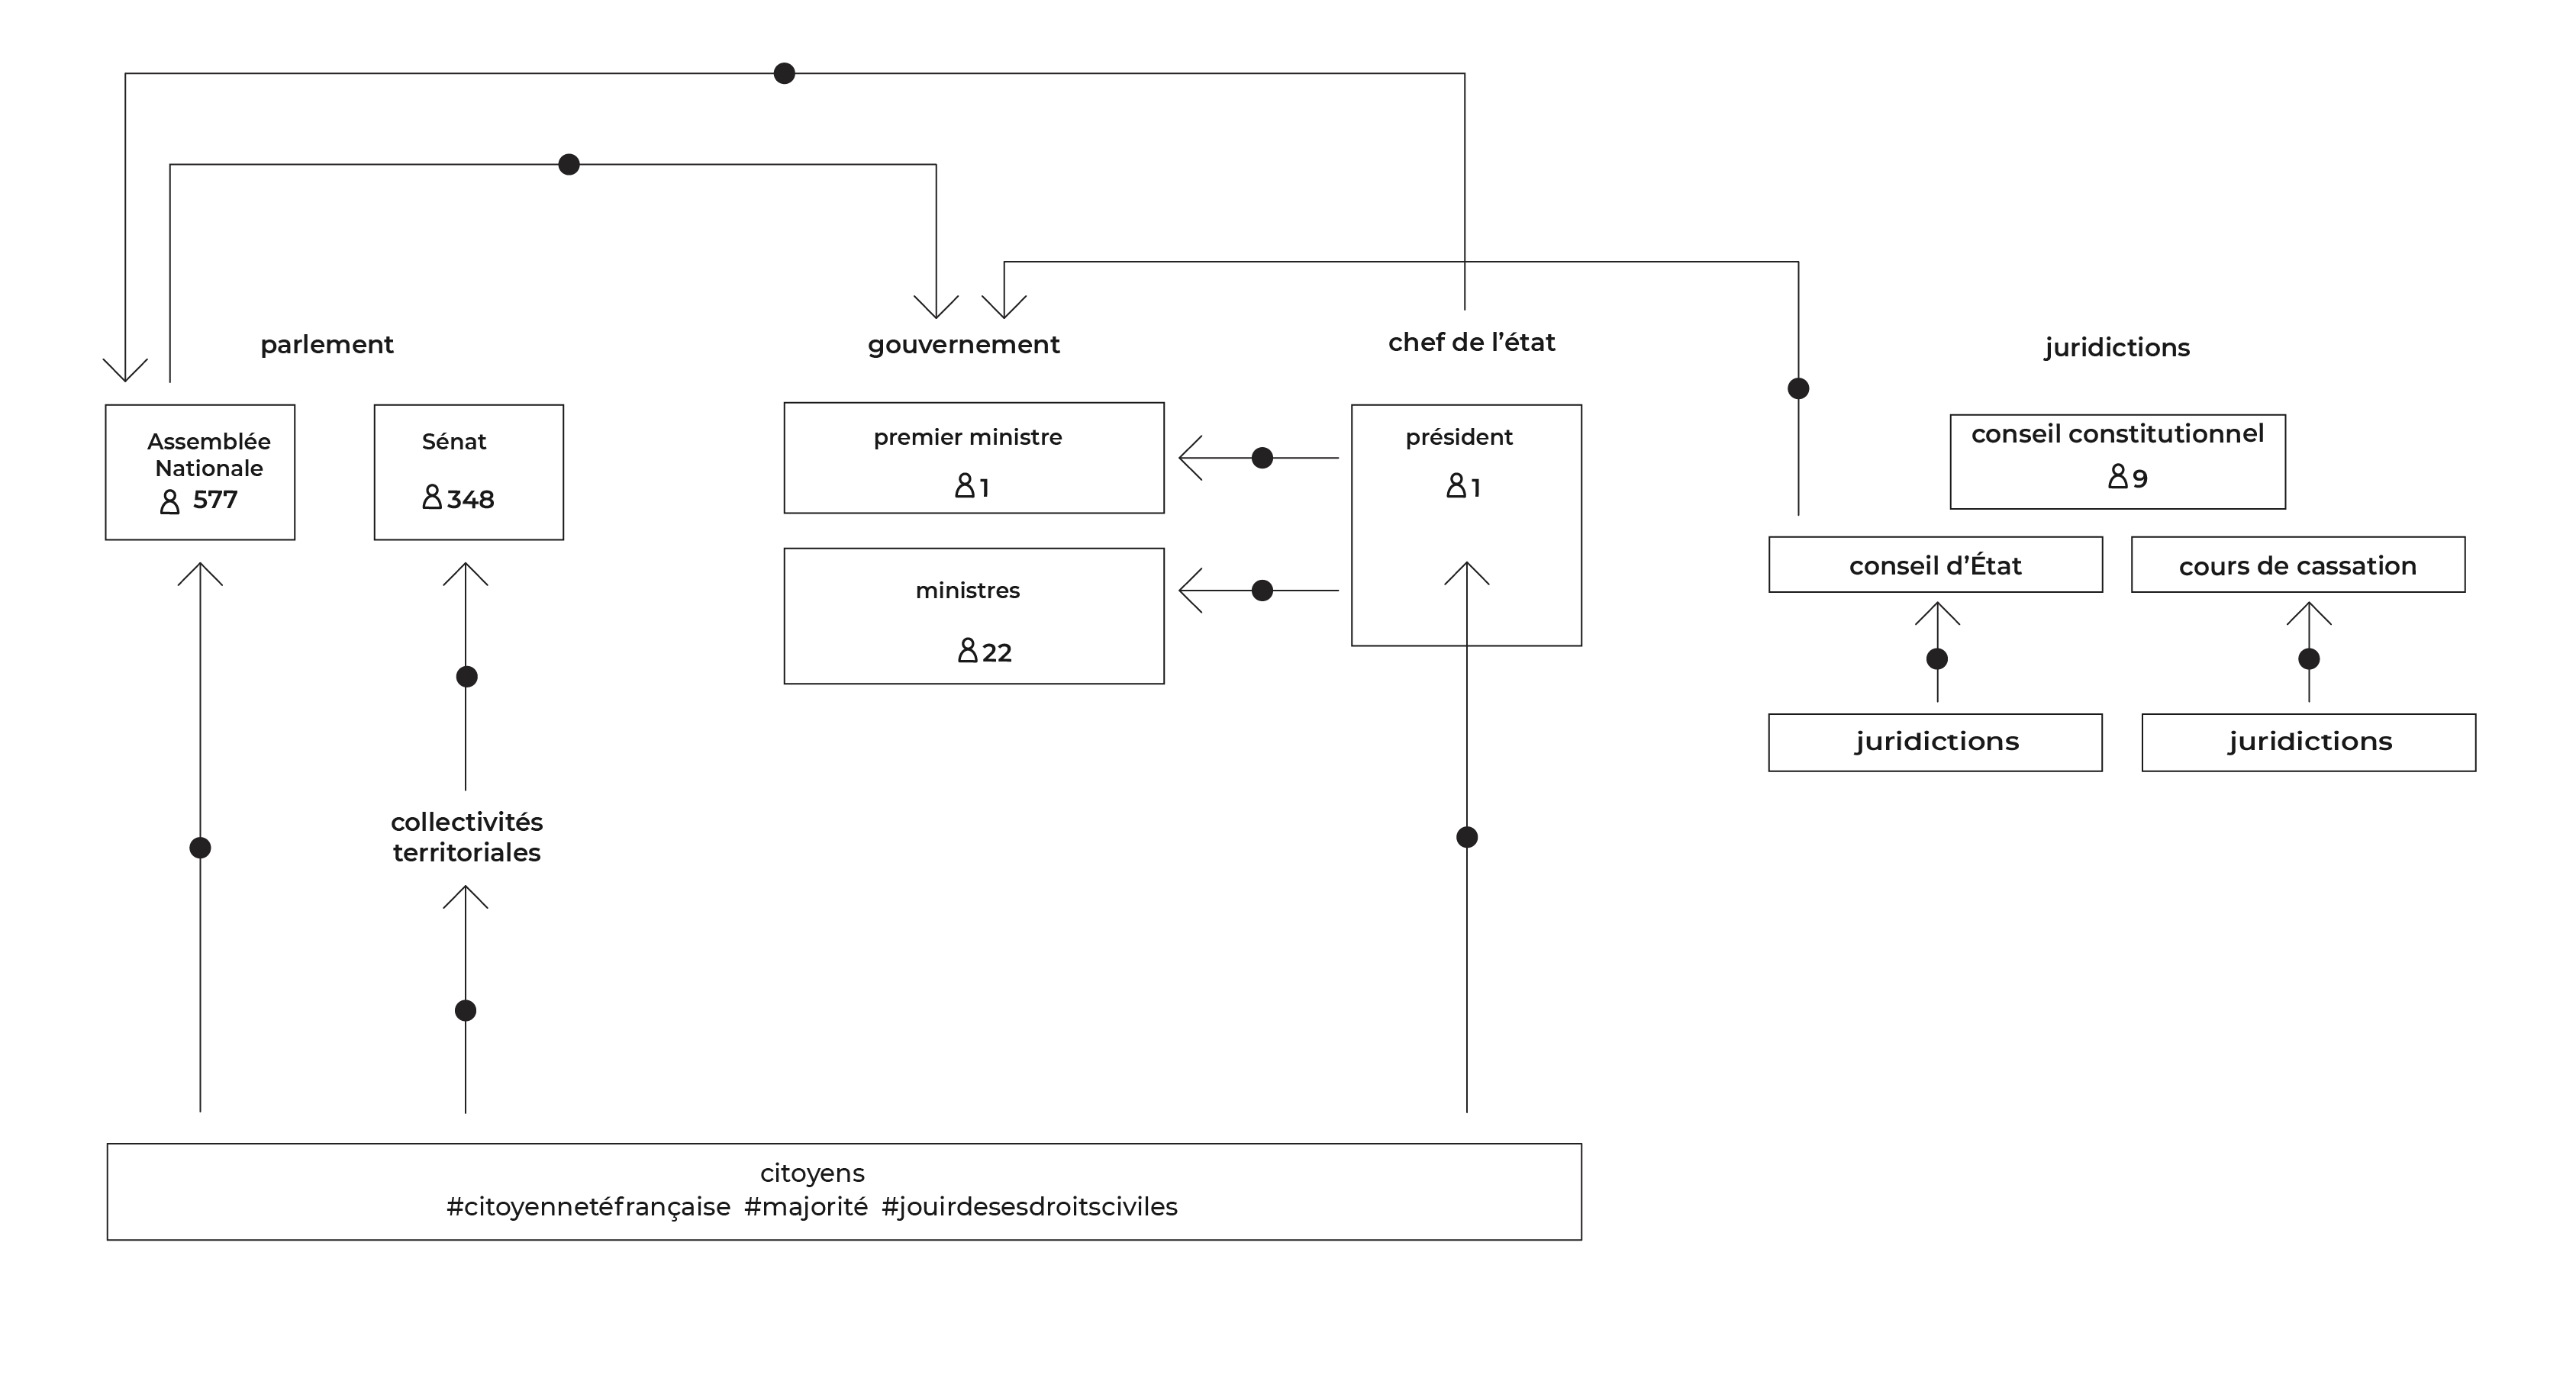 parlement
gouvernement
chef de l’état
juridictions
Assemblée
Nationale
577
Sénat
348
premier ministre
1
ministres
22
président
1
conseil constitutionnel
9
conseil d’État
cours de cassation
juridictions
juridictions
collectivités
territoriales
citoyens
#citoyennetéfrançaise #majorité #jouirdesesdroitsciviles